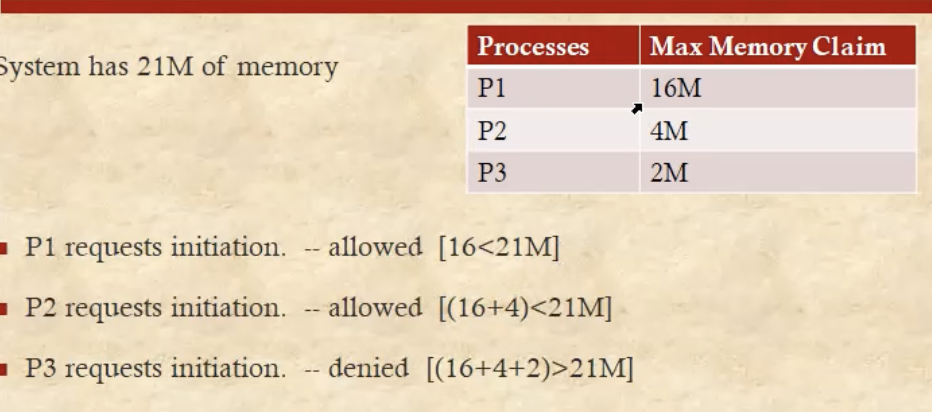 System has 21M of memory
Processes Max Memory Claim
P1 16M
P2 4M
P3 2M
P1 requests initiation. -- allowed [16<21M]
P2 requests initiation. -- allowed [(16+4)<21M]
P3 requests initiation. -- denied [(16+4+2)>21M]